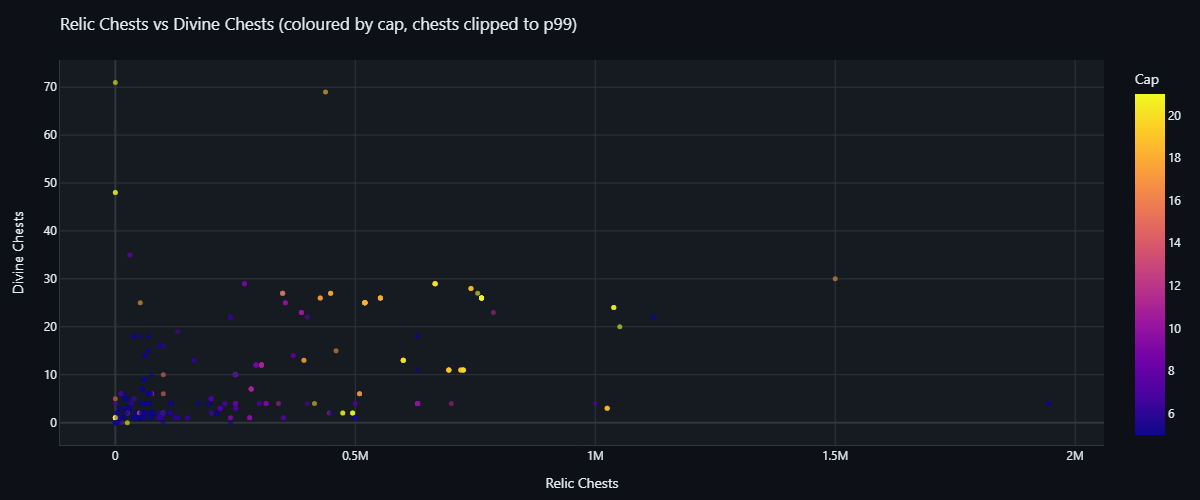 Relic Chests vs Divine Chests (coloured by cap, chests clipped to p99)
Cap
20
18
16
14
12
10
8
6
Divine Chests
70
60
50
40
30
20
10
0
0
0.5M
1M
1.5M
2M
Relic Chests